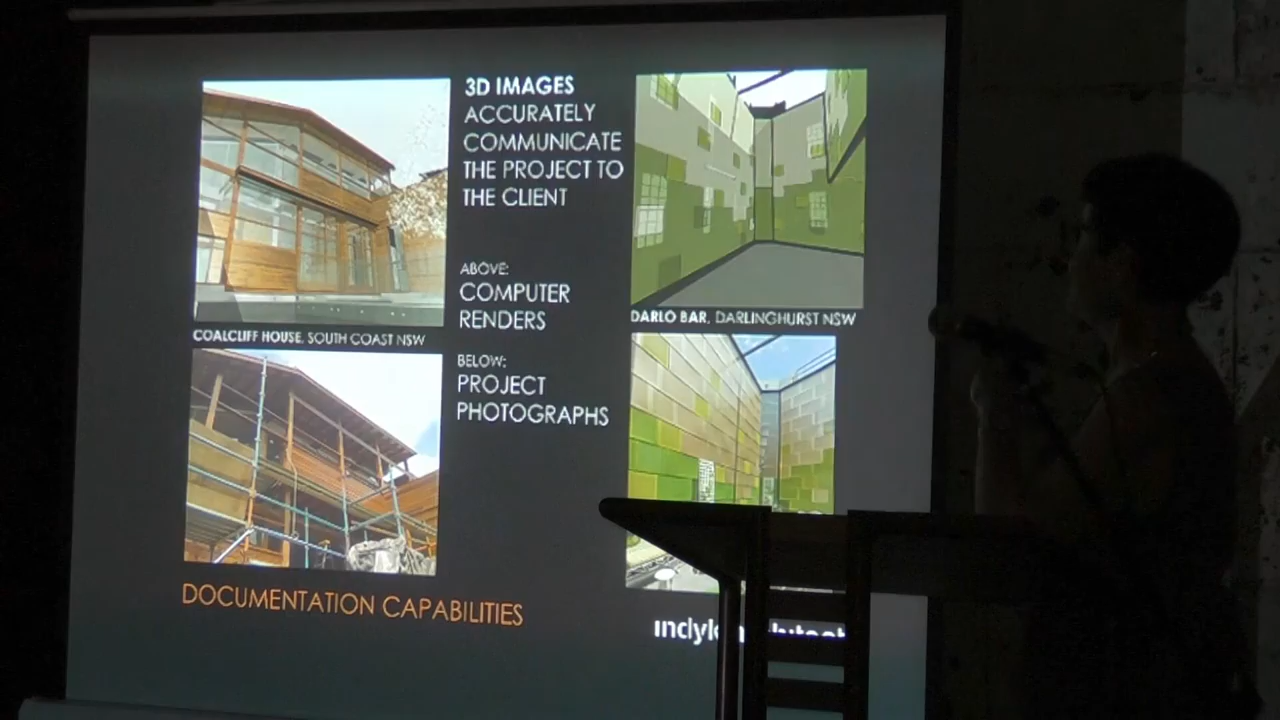 3D IMAGES
ACCURATELY
COMMUNICATE
THE PROJECT TO
THE CLIENT
ABOVE:
COMPUTER
RENDERS
COALCLIFF HOUSE, SOUTH COAST NSW
DARLO BAR, DARLINGHURST NSW
BELOW:
PROJECT
PHOTOGRAPHS
DOCUMENTATION CAPABILITIES